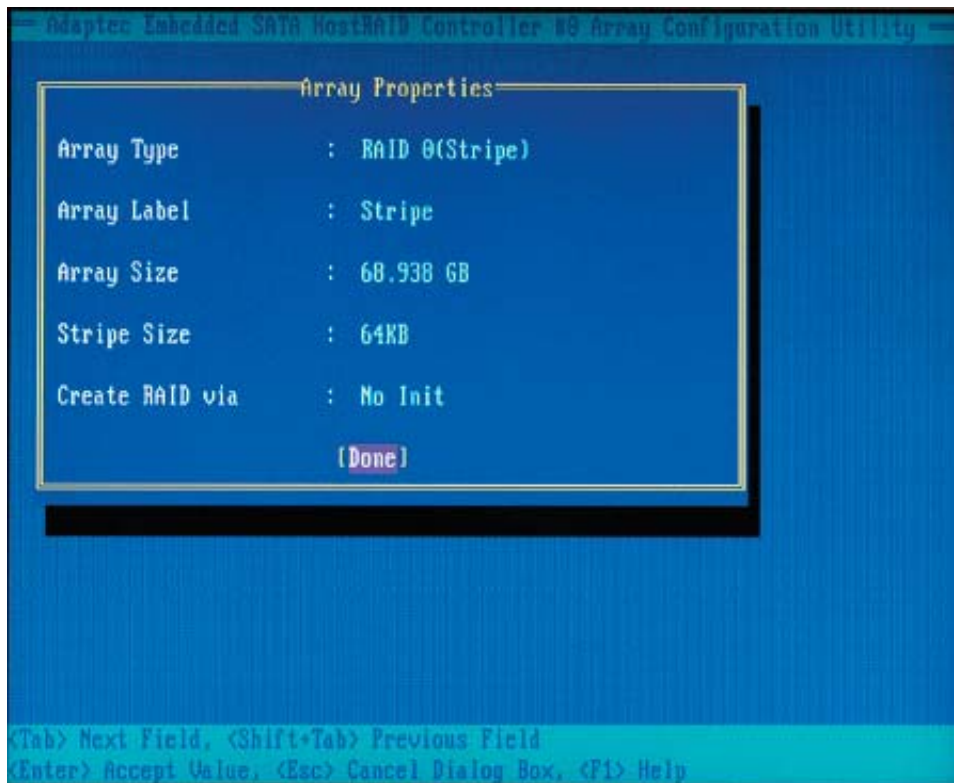 Adaptec Embedded SATA HostRAID Controller #0 Array Configuration Utility
Array Properties
Array Type : RAID 0(Stripe)
Array Label : Stripe
Array Size : 68.938 GB
Stripe Size : 64KB
Create RAID via : No Init
[Done]
<Tab> Next Field, <Shift+Tab> Previous Field
<Enter> Accept Value, <Esc> Cancel Dialog Box, <F1> Help